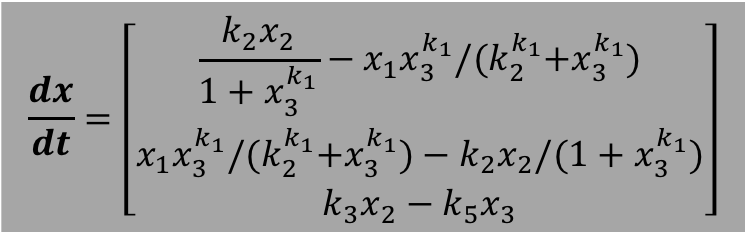 dx/dt = [ k₂x₂/(1 + x₃^k₁) − x₁x₃^k₁/(k₂^k₁+x₃^k₁)
x₁x₃^k₁/(k₂^k₁+x₃^k₁) − k₂x₂/(1 + x₃^k₁)
k₃x₂ − k₅x₃ ]